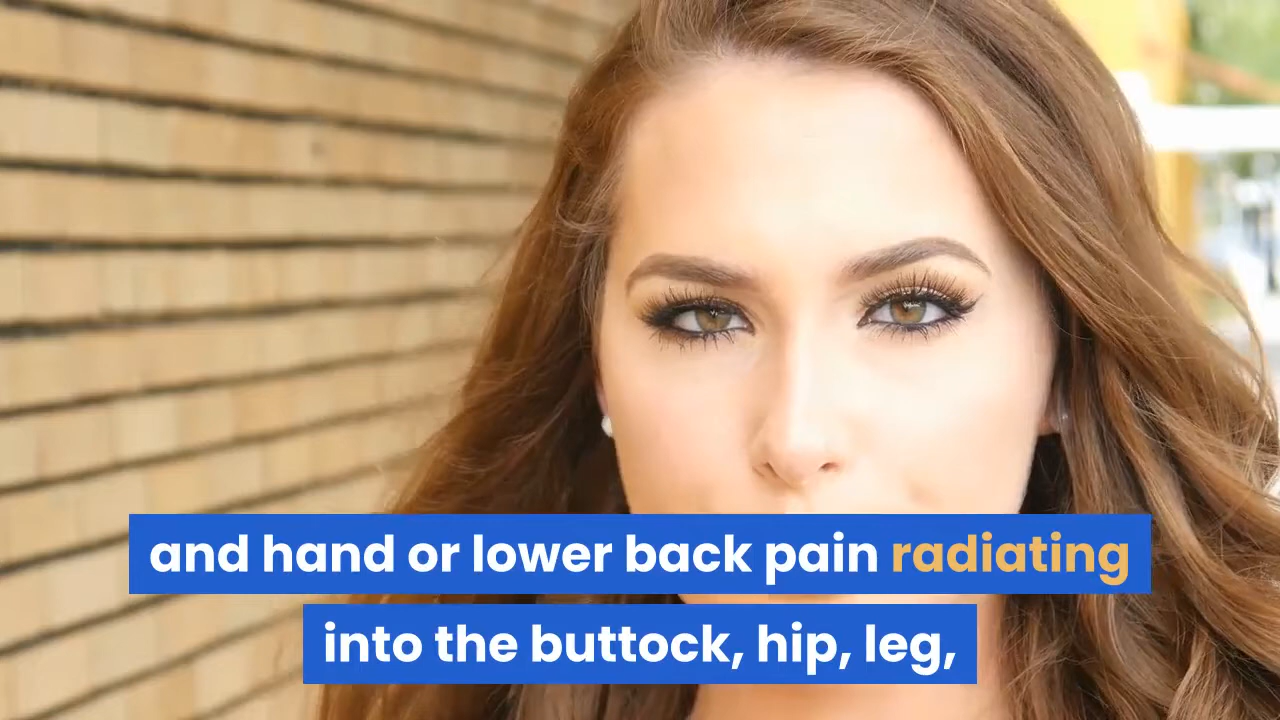 and hand or lower back pain radiating
into the buttock, hip, leg,